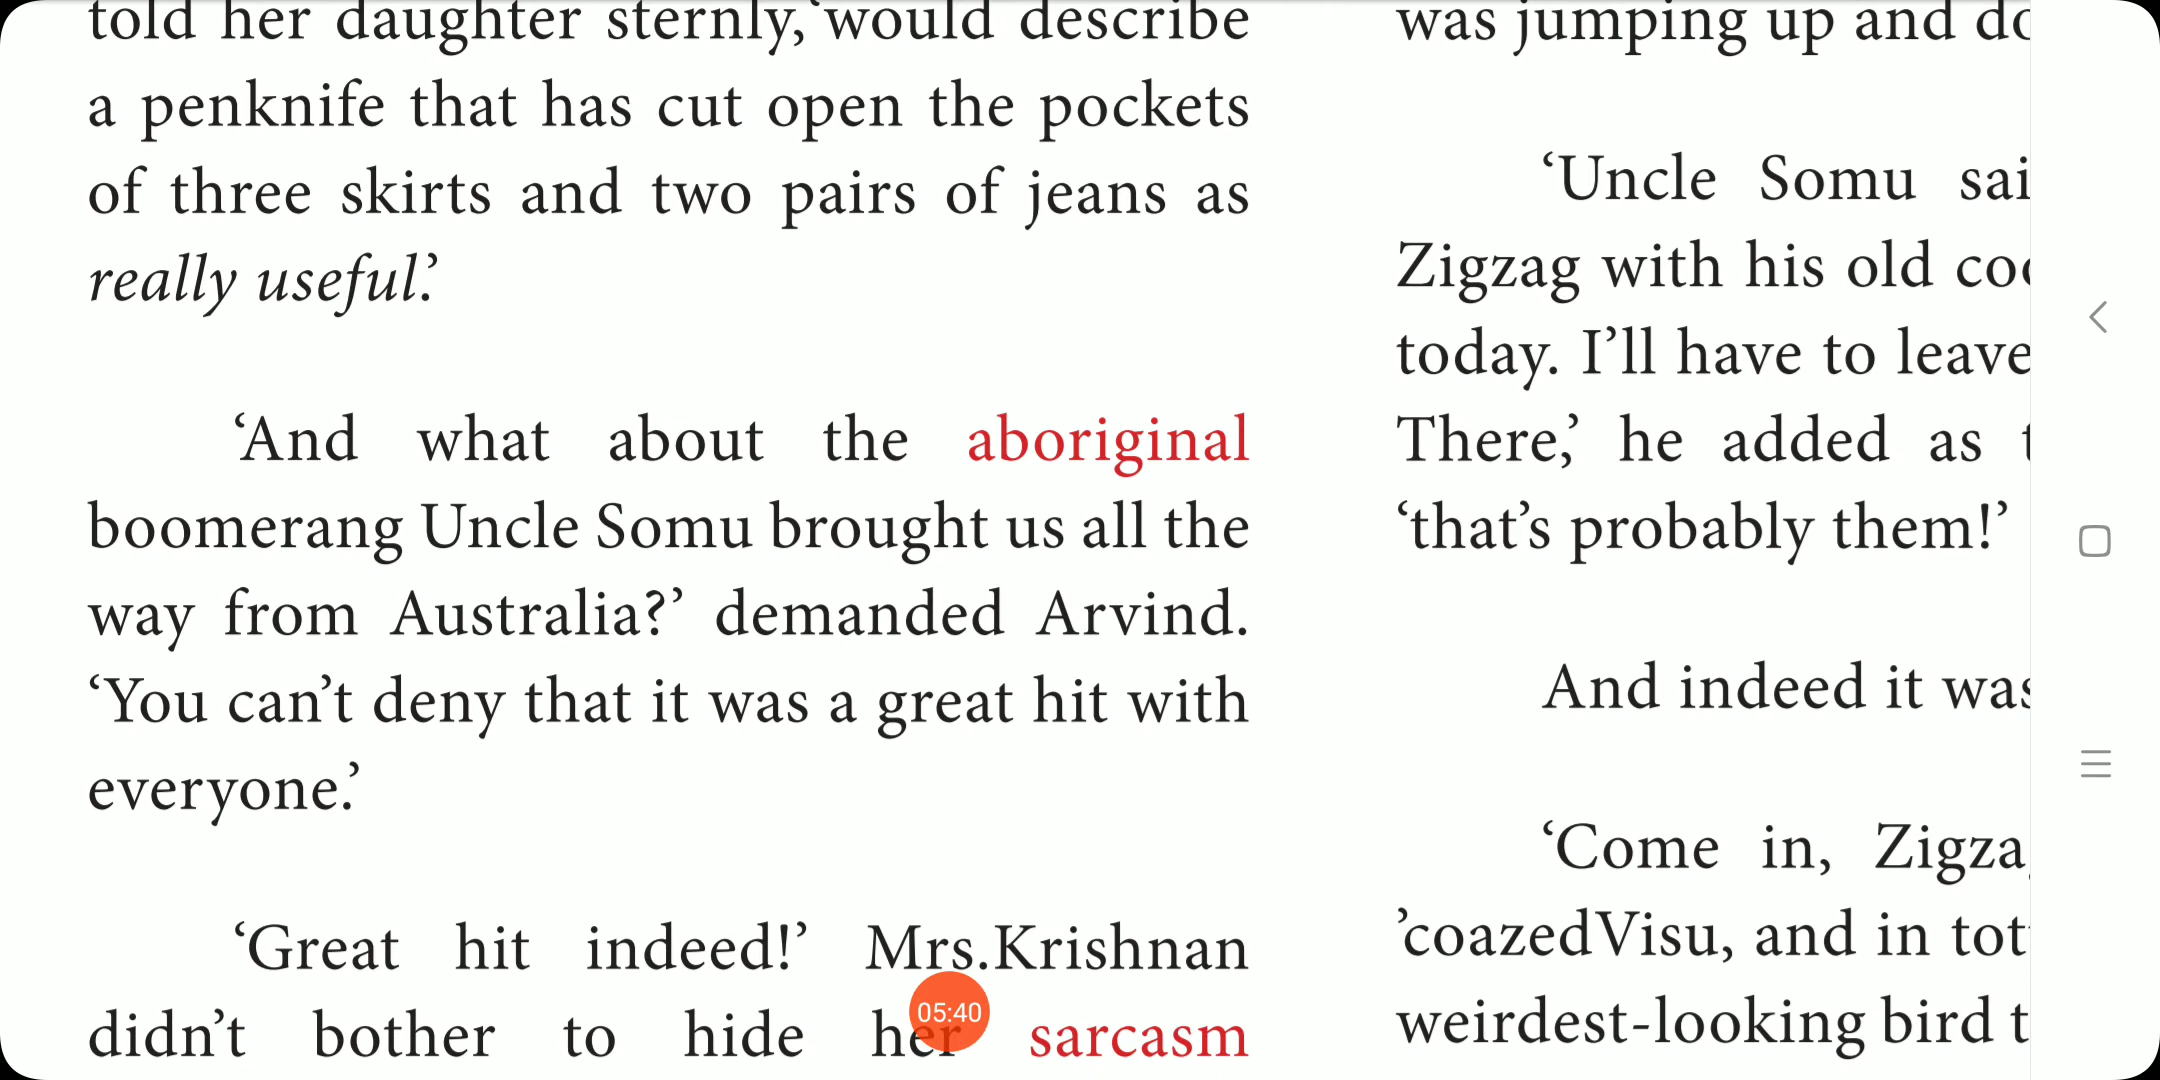 told her daughter sternly,‘would describe
a penknife that has cut open the pockets
of three skirts and two pairs of jeans as
really useful.’
‘And what about the aboriginal
boomerang Uncle Somu brought us all the
way from Australia?’ demanded Arvind.
‘You can’t deny that it was a great hit with
everyone.’
‘Great hit indeed!’ Mrs.Krishnan
didn’t bother to hide her sarcasm
05:40
was jumping up and
‘Uncle Somu
Zigzag with his old
today. I’ll have to leave
There,’ he added as
‘that’s probably them!’
And indeed it was
‘Come in,
’coazedVisu, and in
weirdest-looking bird